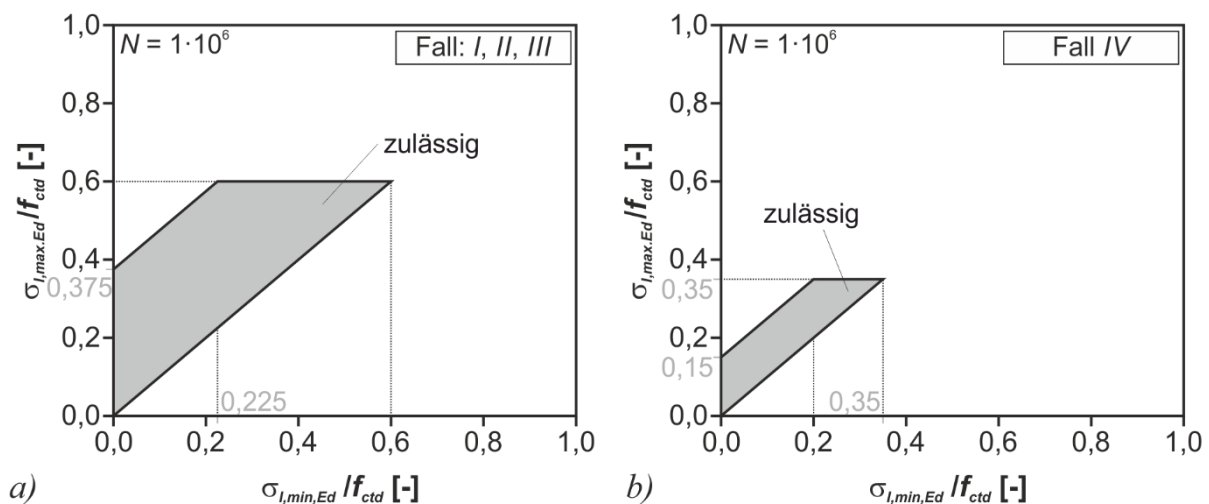 1,0
N = 1·10⁶
Fall: I, II, III
0,8
zulässig
0,6
0,4
0,375
0,2
0,225
0,0
0,0 0,2 0,4 0,6 0,8 1,0
σI,max.Ed/fctd [-]
a) σI,min,Ed /fctd [-]
1,0
N = 1·10⁶
Fall IV
0,8
0,6
zulässig
0,4
0,35
0,2
0,15
0,35
0,0
0,0 0,2 0,4 0,6 0,8 1,0
σI,max.Ed/fctd [-]
b) σI,min,Ed /fctd [-]